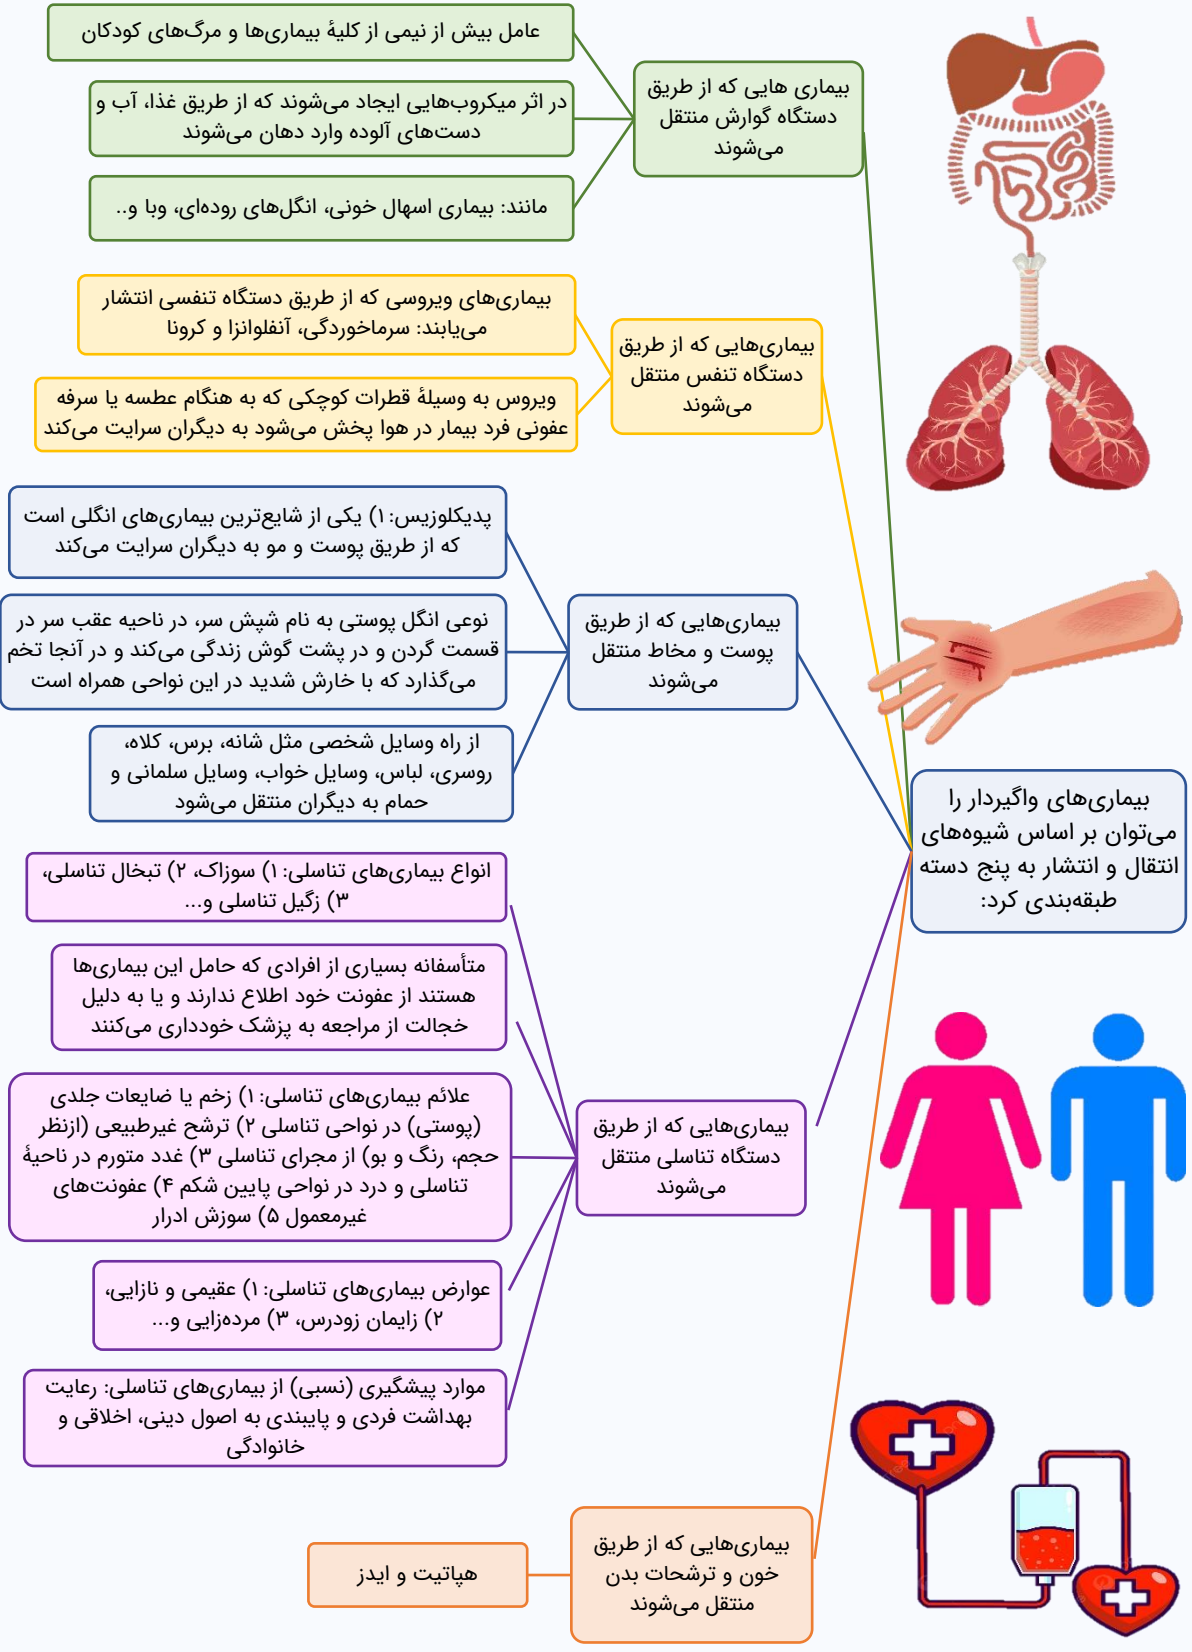 بیماری‌های واگیردار را
می‌توان بر اساس شیوه‌های
انتقال و انتشار به پنج دسته
طبقه‌بندی کرد:
بیماری هایی که از طریق
دستگاه گوارش منتقل
می‌شوند
عامل بیش از نیمی از کلیهٔ بیماری‌ها و مرگ‌های کودکان
در اثر میکروب‌هایی ایجاد می‌شوند که از طریق غذا، آب و
دست‌های آلوده وارد دهان می‌شوند
مانند: بیماری اسهال خونی، انگل‌های روده‌ای، وبا و..
بیماری‌هایی که از طریق
دستگاه تنفس منتقل
می‌شوند
بیماری‌های ویروسی که از طریق دستگاه تنفسی انتشار
می‌یابند: سرماخوردگی، آنفلوانزا و کرونا
ویروس به وسیلهٔ قطرات کوچکی که به هنگام عطسه یا سرفه
عفونی فرد بیمار در هوا پخش می‌شود به دیگران سرایت می‌کند
بیماری‌هایی که از طریق
پوست و مخاط منتقل
می‌شوند
پدیکلوزیس: ۱) یکی از شایع‌ترین بیماری‌های انگلی است
که از طریق پوست و مو به دیگران سرایت می‌کند
نوعی انگل پوستی به نام شپش سر، در ناحیه عقب سر در
قسمت گردن و در پشت گوش زندگی می‌کند و در آنجا تخم
می‌گذارد که با خارش شدید در این نواحی همراه است
از راه وسایل شخصی مثل شانه، برس، کلاه،
روسری، لباس، وسایل خواب، وسایل سلمانی و
حمام به دیگران منتقل می‌شود
بیماری‌هایی که از طریق
دستگاه تناسلی منتقل
می‌شوند
انواع بیماری‌های تناسلی: ۱) سوزاک، ۲) تبخال تناسلی،
۳) زگیل تناسلی و...
متأسفانه بسیاری از افرادی که حامل این بیماری‌ها
هستند از عفونت خود اطلاع ندارند و یا به دلیل
خجالت از مراجعه به پزشک خودداری می‌کنند
علائم بیماری‌های تناسلی: ۱) زخم یا ضایعات جلدی
(پوستی) در نواحی تناسلی ۲) ترشح غیرطبیعی (ازنظر
حجم، رنگ و بو) از مجرای تناسلی ۳) غدد متورم در ناحیهٔ
تناسلی و درد در نواحی پایین شکم ۴) عفونت‌های
غیرمعمول ۵) سوزش ادرار
عوارض بیماری‌های تناسلی: ۱) عقیمی و نازایی،
۲) زایمان زودرس، ۳) مرده‌زایی و...
موارد پیشگیری (نسبی) از بیماری‌های تناسلی: رعایت
بهداشت فردی و پایبندی به اصول دینی، اخلاقی و
خانوادگی
بیماری‌هایی که از طریق
خون و ترشحات بدن
منتقل می‌شوند
هپاتیت و ایدز